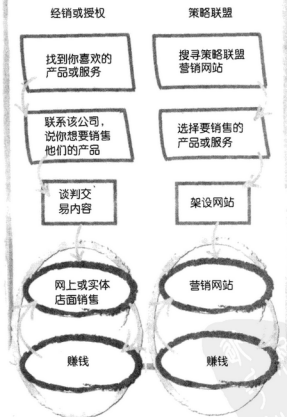 经销或授权
找到你喜欢的
产品或服务
联系该公司，
说你想要销售
他们的产品
谈判交
易内容
网上或实体
店面销售
赚钱
策略联盟
搜寻策略联盟
营销网站
选择要销售的
产品或服务
架设网站
营销网站
赚钱